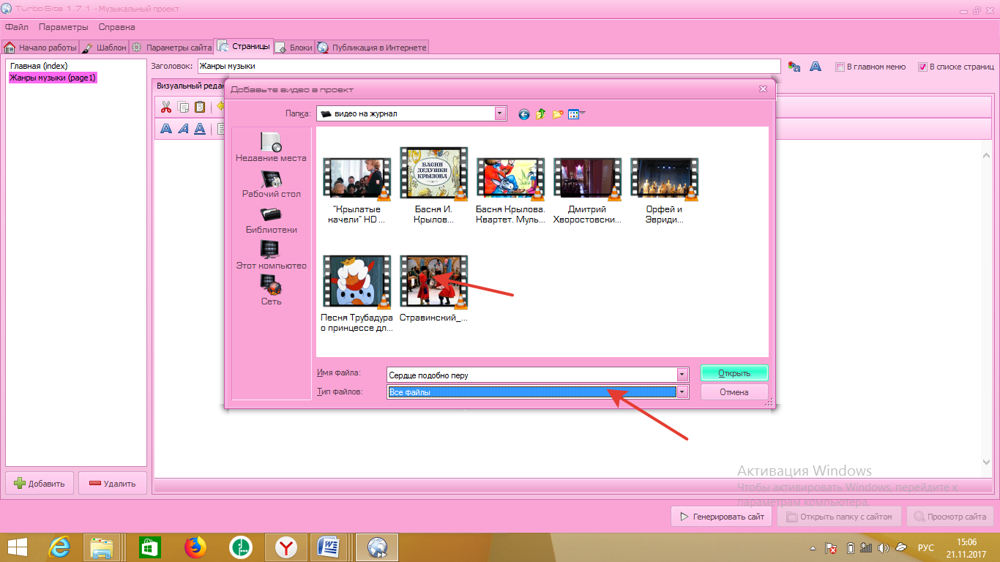 TurboSite 1.7.1 - Музыкальный проект
Файл Параметры Справка
Начало работы Шаблон Параметры сайта Страницы Блоки Публикация в Интернете
Главная (index)
Жанры музыки (page1)
Заголовок: Жанры музыки
В главном меню В списке страниц
Визуальный редак
Добавьте видео в проект
Папка: видео на журнал
Недавние места
Рабочий стол
Библиотеки
Этот компьютер
Сеть
"Крылатые
качели" HD ...
БАСНИ
ДЕДУШКИ
КРЫЛОВА
Басня И.
Крылов...
Басня Крылова.
Квартет. Муль...
Дмитрий
Хворостовски...
Орфей и
Эвриди...
Песня Трубадура
о принцессе дл...
Стравинский_...
Имя файла: Сердце подобно перу
Открыть
Тип файлов: Все файлы
Отмена
Добавить Удалить
Активация Windows
Чтобы активировать Windows, перейдите к
параметрам компьютера.
Генерировать сайт Открыть папку с сайтом Просмотр сайта
РУС
15:06
21.11.2017